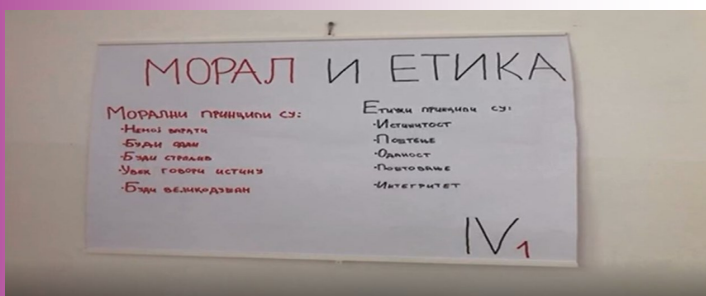 МОРАЛ И ЕТИКА
МОРАЛНИ ПРИНЦИПИ СУ:
-НЕМОЈ ВАРАТИ
-БУДИ ОДАН
-БУДИ СТРПЉИВ
-УВЕК ГОВОРИ ИСТИНУ
-БУДИ ВЕЛИКОДУШАН
ЕТИЧКИ ПРИНЦИПИ СУ:
-ИСТИНИТОСТ
-ПОШТЕЊЕ
-ОДАНОСТ
-ПОШТОВАЊЕ
-ИНТЕГРИТЕТ
IV1